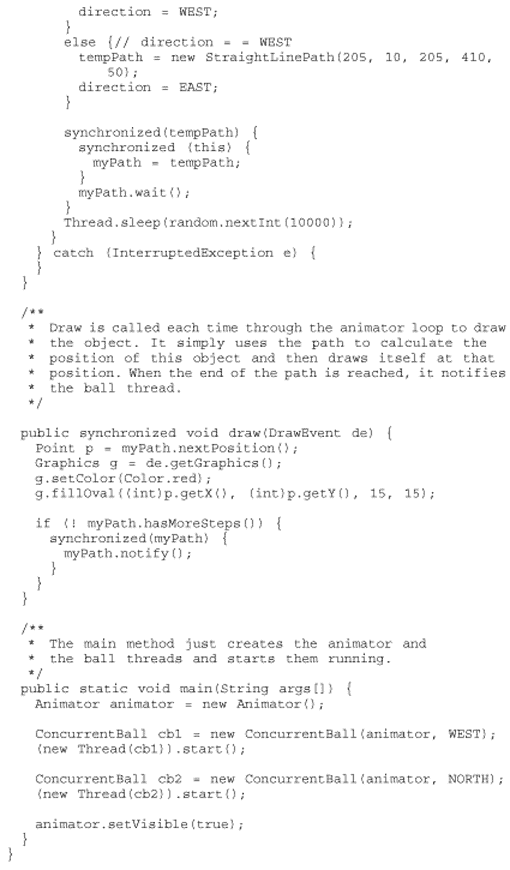 direction = WEST;
}
else {// direction = = WEST
tempPath = new StraightLinePath(205, 10, 205, 410,
50);
direction = EAST;
}
synchronized(tempPath) {
synchronized (this) {
myPath = tempPath;
}
myPath.wait();
}
Thread.sleep(random.nextInt(10000));
}
} catch (InterruptedException e) {
}
}
/**
* Draw is called each time through the animator loop to draw
* the object. It simply uses the path to calculate the
* position of this object and then draws itself at that
* position. When the end of the path is reached, it notifies
* the ball thread.
*/
public synchronized void draw(DrawEvent de) {
Point p = myPath.nextPosition();
Graphics g = de.getGraphics();
g.setColor(Color.red);
g.fillOval((int)p.getX(), (int)p.getY(), 15, 15);
if (! myPath.hasMoreSteps()) {
synchronized(myPath) {
myPath.notify();
}
}
}
/**
* The main method just creates the animator and
* the ball threads and starts them running.
*/
public static void main(String args[]) {
Animator animator = new Animator();
ConcurrentBall cb1 = new ConcurrentBall(animator, WEST);
(new Thread(cb1)).start();
ConcurrentBall cb2 = new ConcurrentBall(animator, NORTH);
(new Thread(cb2)).start();
animator.setVisible(true);
}
}